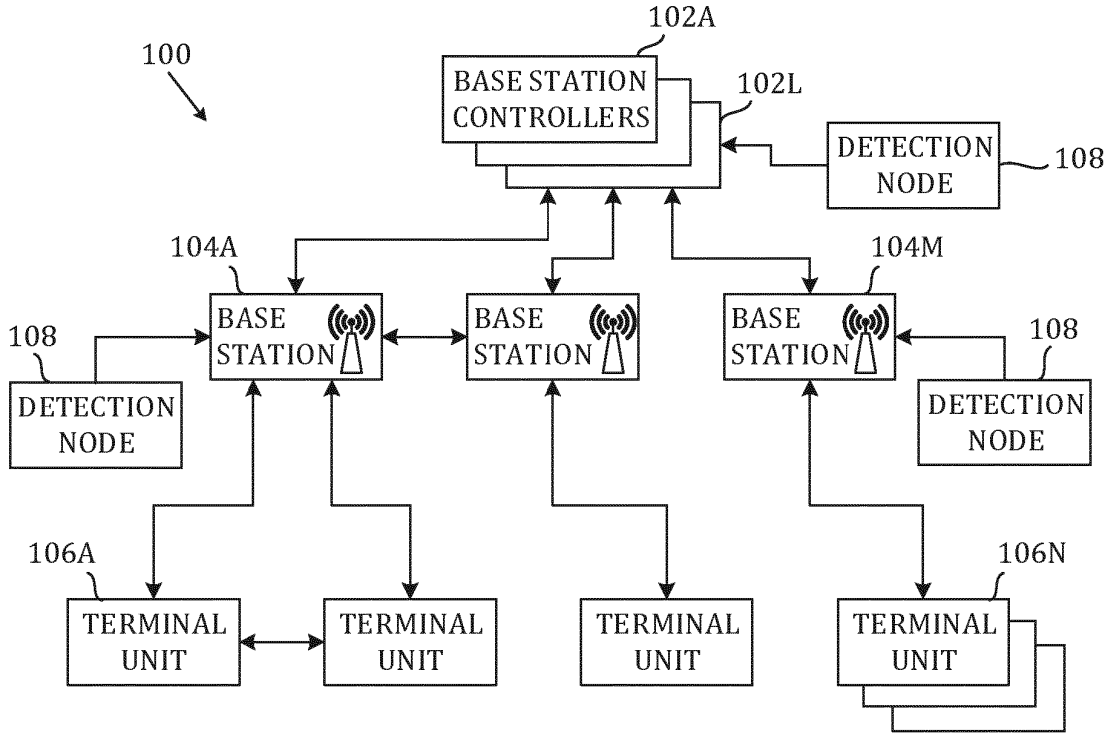 102A
100
BASE STATION
CONTROLLERS
102L
DETECTION
NODE
108
104A
104M
BASE
STATION
BASE
STATION
BASE
STATION
108
108
DETECTION
NODE
DETECTION
NODE
106A
106N
TERMINAL
UNIT
TERMINAL
UNIT
TERMINAL
UNIT
TERMINAL
UNIT